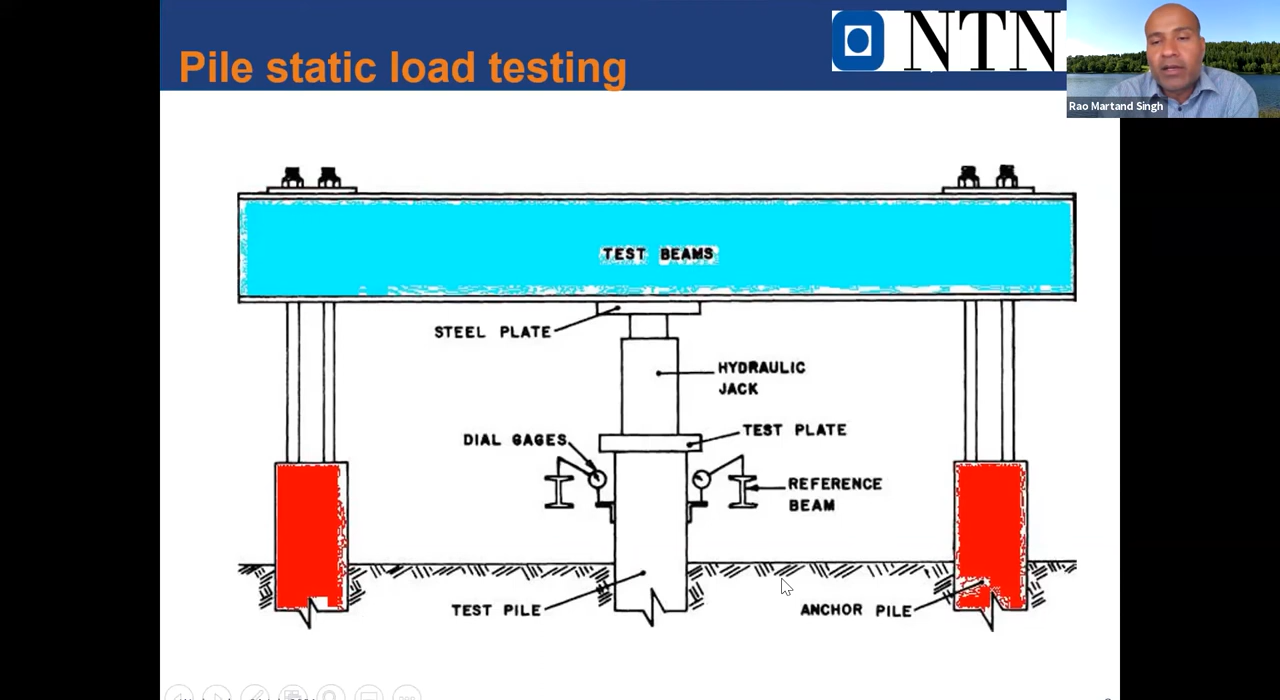 Pile static load testing
NTN
Rao Martand Singh
TEST BEAMS
STEEL PLATE
HYDRAULIC
JACK
DIAL GAGES
TEST PLATE
REFERENCE
BEAM
TEST PILE
ANCHOR PILE